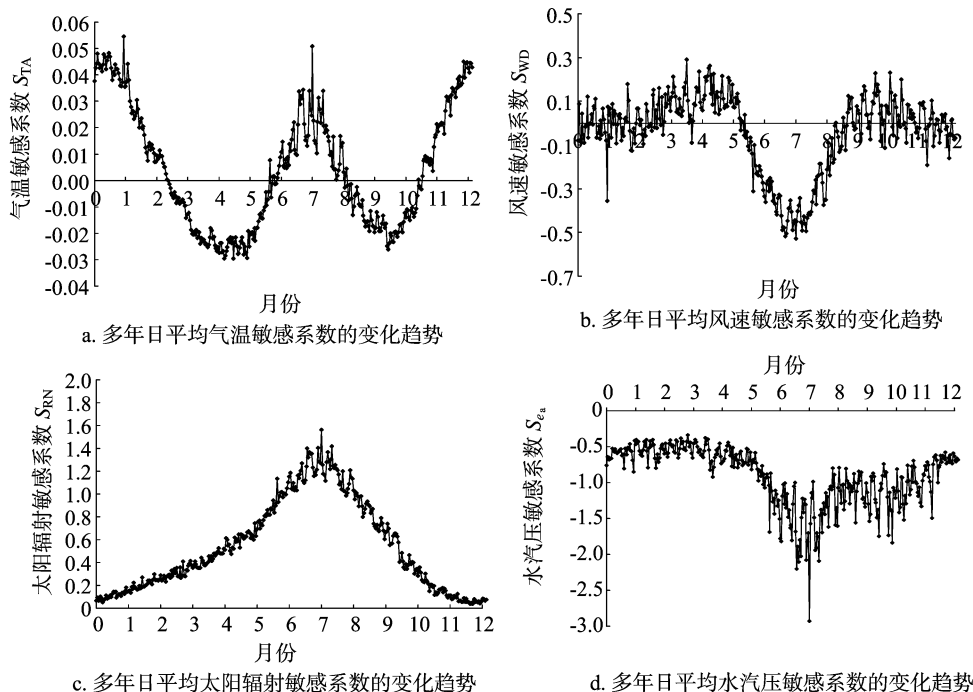 0.06
0.05
0.04
0.03
0.02
0.01
0.00
-0.01
-0.02
-0.03
-0.04
气温敏感系数 STA
0 1 2 3 4 5 6 7 8 9 10 11 12
月份
a. 多年日平均气温敏感系数的变化趋势
0.5
0.3
0.1
-0.1
-0.3
-0.5
-0.7
风速敏感系数 SWD
0 1 2 3 4 5 6 7 8 9 10 11 12
月份
b. 多年日平均风速敏感系数的变化趋势
2.0
1.8
1.6
1.4
1.2
1.0
0.8
0.6
0.4
0.2
0
太阳辐射敏感系数 SRN
0 1 2 3 4 5 6 7 8 9 10 11 12
月份
c. 多年日平均太阳辐射敏感系数的变化趋势
月份
0 1 2 3 4 5 6 7 8 9 10 11 12
0
-0.5
-1.0
-1.5
-2.0
-2.5
-3.0
水汽压敏感系数 Sea
d. 多年日平均水汽压敏感系数的变化趋势